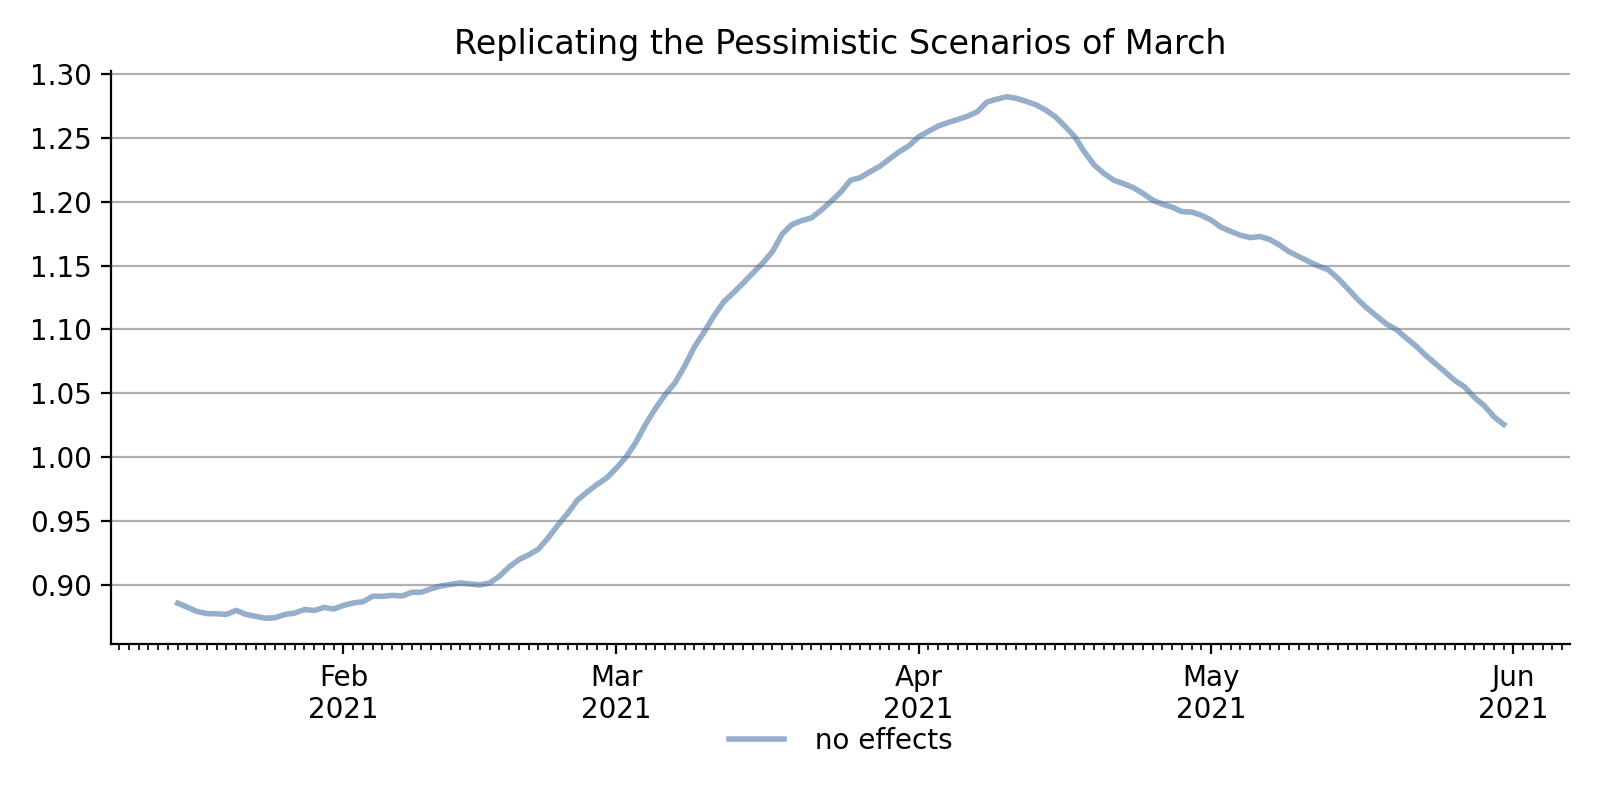 Replicating the Pessimistic Scenarios of March
1.30
1.25
1.20
1.15
1.10
1.05
1.00
0.95
0.90
Feb Mar Apr May Jun
2021 2021 2021 2021 2021
no effects